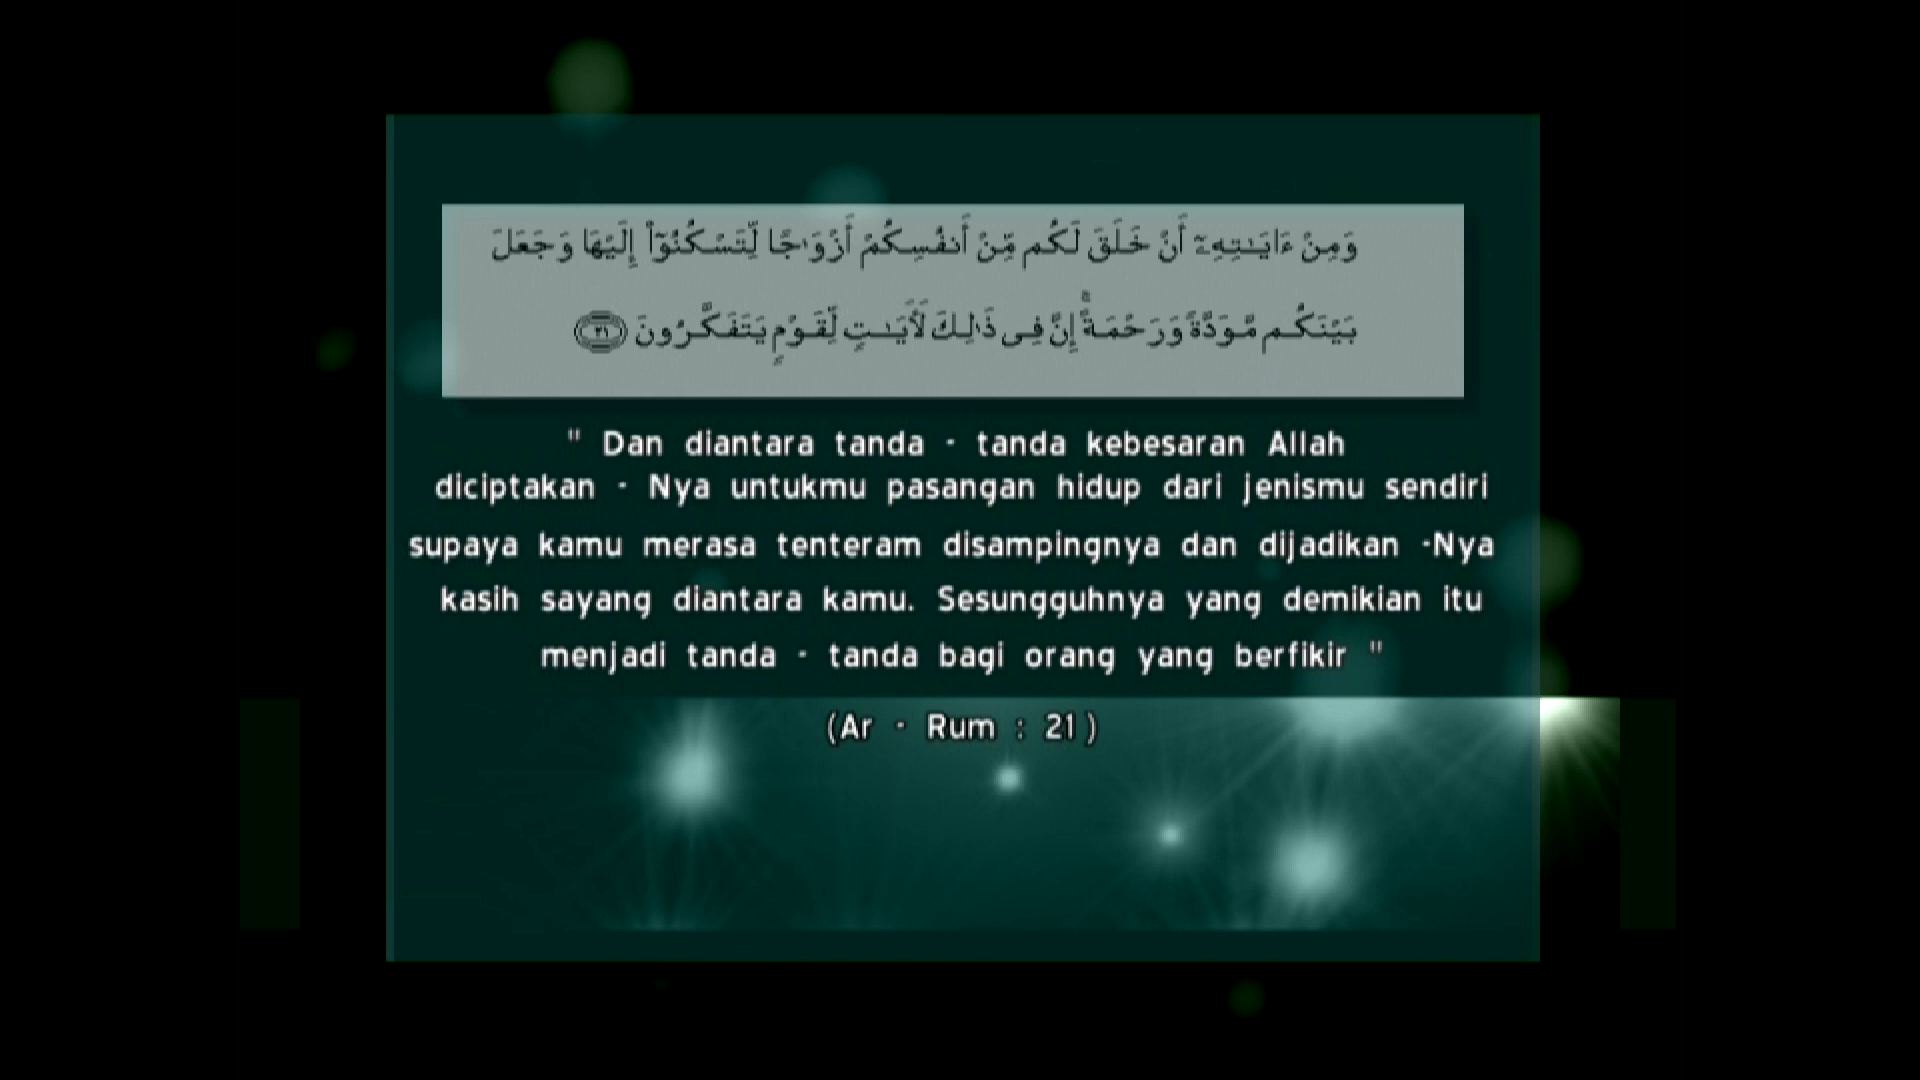 وَمِنْ ءَايَـٰتِهِۦٓ أَنْ خَلَقَ لَكُم مِّنْ أَنفُسِكُمْ أَزْوَٰجًا لِّتَسْكُنُوٓا۟ إِلَيْهَا وَجَعَلَ
بَيْنَكُم مَّوَدَّةً وَرَحْمَةً ۚ إِنَّ فِى ذَٰلِكَ لَـَٔايَـٰتٍ لِّقَوْمٍ يَتَفَكَّرُونَ ٢١
" Dan diantara tanda - tanda kebesaran Allah
diciptakan - Nya untukmu pasangan hidup dari jenismu sendiri
supaya kamu merasa tenteram disampingnya dan dijadikan -Nya
kasih sayang diantara kamu. Sesungguhnya yang demikian itu
menjadi tanda - tanda bagi orang yang berfikir "
(Ar - Rum : 21)